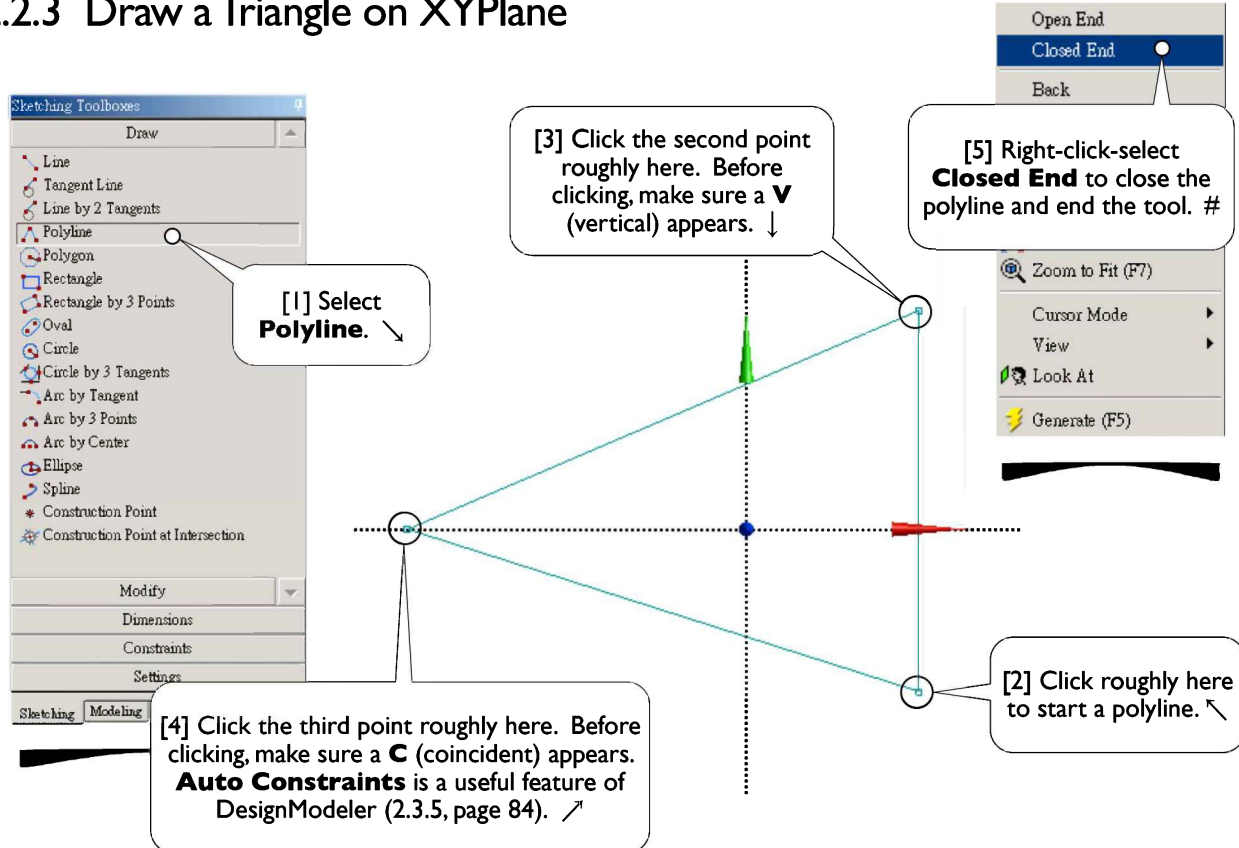 .2.3 Draw a Triangle on XYPlane
Sketching Toolboxes
Draw
Line
Tangent Line
Line by 2 Tangents
Polyline
Polygon
Rectangle
Rectangle by 3 Points
Oval
Circle
Circle by 3 Tangents
Arc by Tangent
Arc by 3 Points
Arc by Center
Ellipse
Spline
Construction Point
Construction Point at Intersection
Modify
Dimensions
Constraints
Settings
Sketching Modeling
[1] Select
Polyline. ↘
[3] Click the second point
roughly here. Before
clicking, make sure a V
(vertical) appears. ↓
Open End
Closed End
Back
[5] Right-click-select
Closed End to close the
polyline and end the tool. #
Zoom to Fit (F7)
Cursor Mode
View
Look At
Generate (F5)
[2] Click roughly here
to start a polyline. ↖
[4] Click the third point roughly here. Before
clicking, make sure a C (coincident) appears.
Auto Constraints is a useful feature of
DesignModeler (2.3.5, page 84). ↗